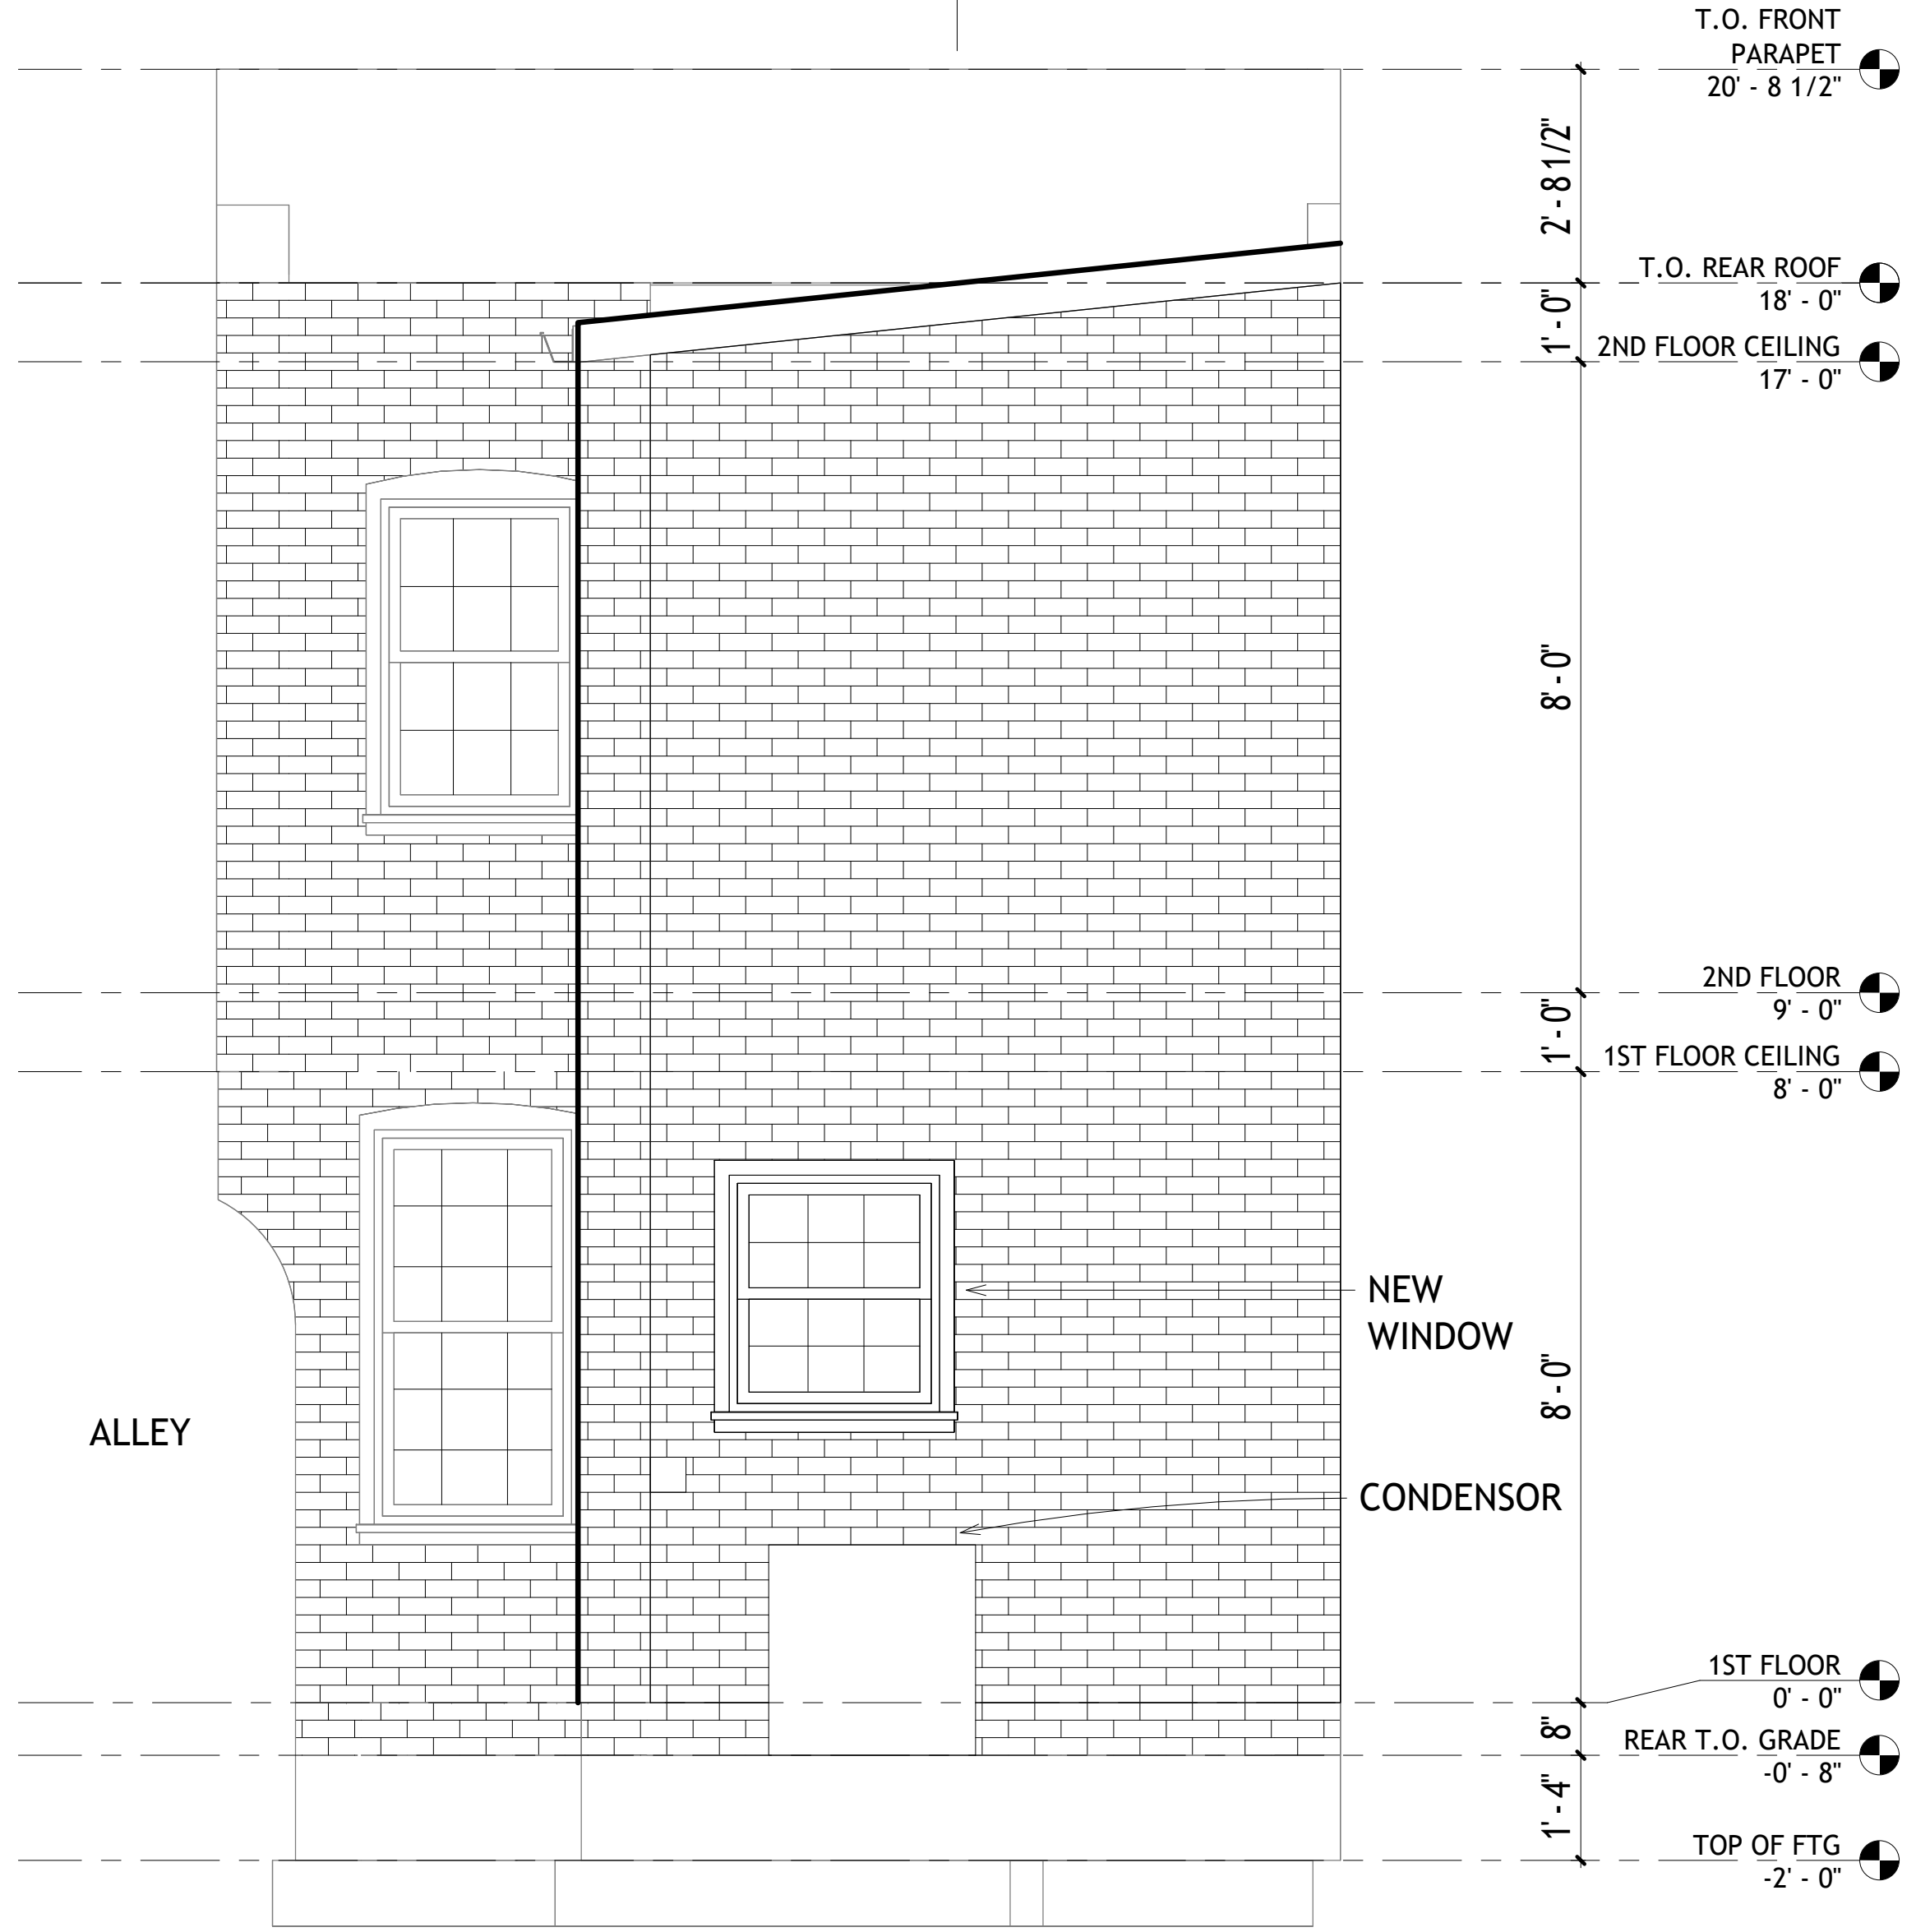 T.O. FRONT
PARAPET
20' - 8 1/2"
2' - 8 1/2"
T.O. REAR ROOF
18' - 0"
1' - 0"
2ND FLOOR CEILING
17' - 0"
8' - 0"
2ND FLOOR
9' - 0"
1' - 0"
1ST FLOOR CEILING
8' - 0"
NEW
WINDOW
8' - 0"
ALLEY
CONDENSOR
1ST FLOOR
0' - 0"
8"
REAR T.O. GRADE
-0' - 8"
1' - 4"
TOP OF FTG
-2' - 0"